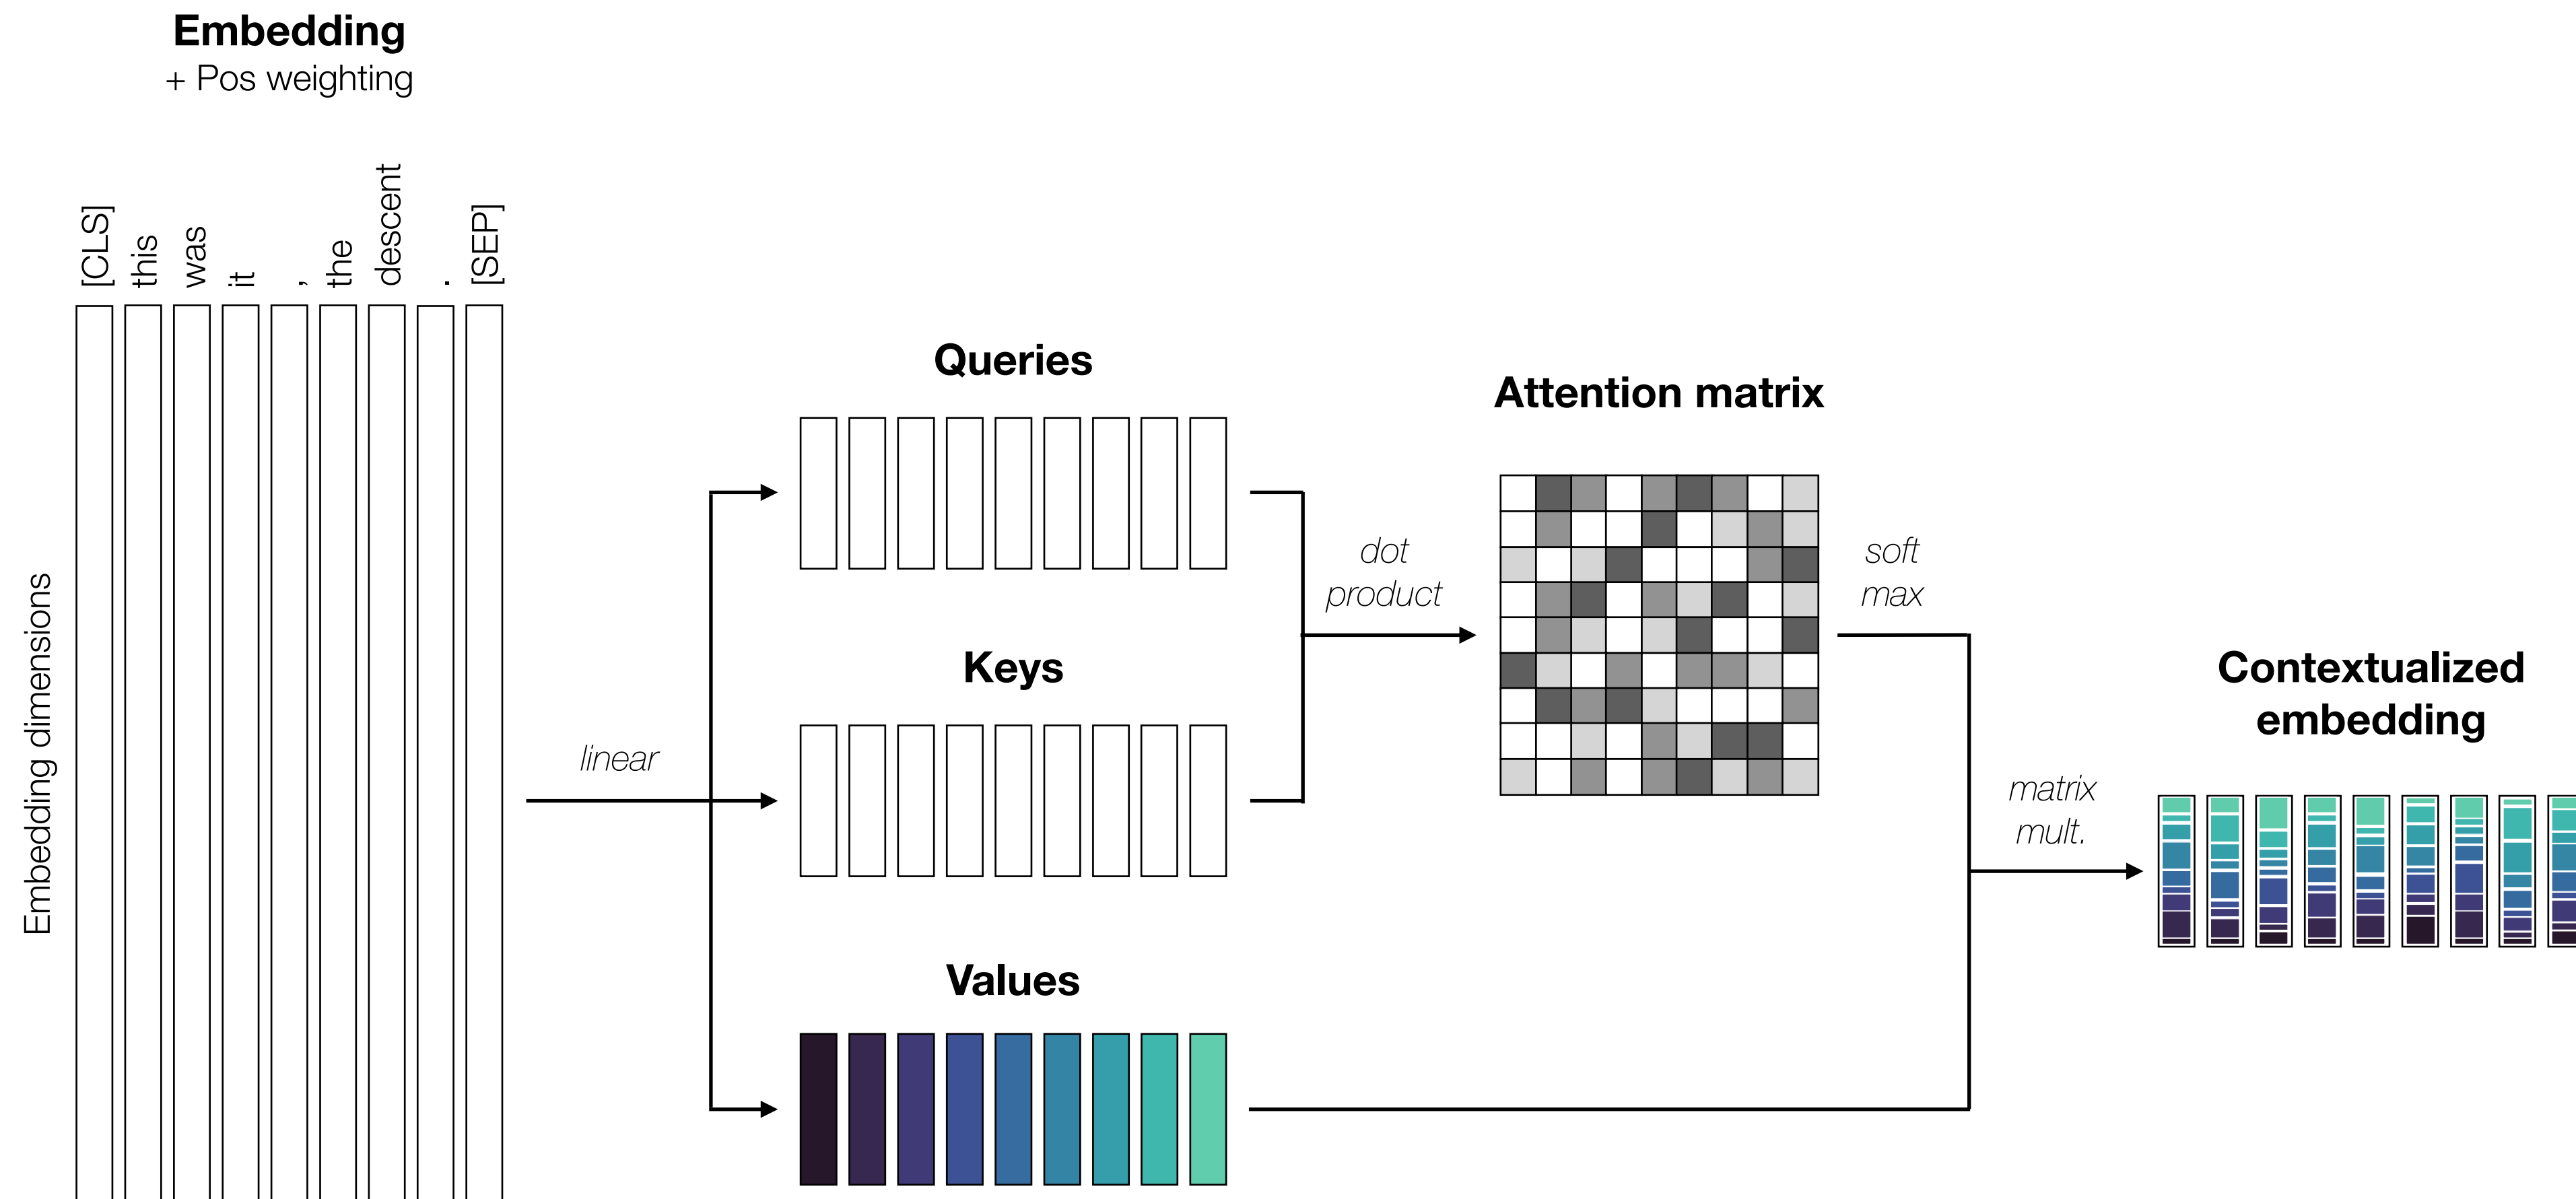 Embedding
+ Pos weighting
[CLS]
this
was
it
,
the
descent
.
[SEP]
Embedding dimensions
linear
Queries
Keys
Values
dot
product
Attention matrix
soft
max
matrix
mult.
Contextualized
embedding